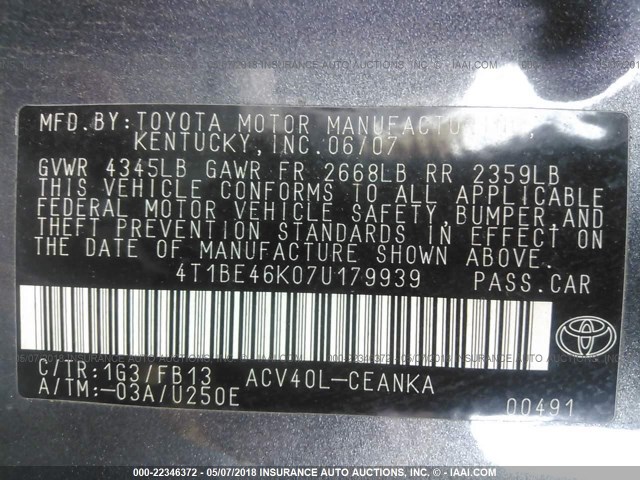 MFD.BY: TOYOTA MOTOR MANUFACTURING,
KENTUCKY, INC. 06/07
GVWR 4345LB GAWR FR 2668LB RR 2359LB
THIS VEHICLE CONFORMS TO ALL APPLICABLE
FEDERAL MOTOR VEHICLE SAFETY, BUMPER, AND
THEFT PREVENTION STANDARDS IN EFFECT ON
THE DATE OF MANUFACTURE SHOWN ABOVE.
4T1BE46K07U179939 PASS.CAR
C/TR:1G3/FB13 ACV40L-CEANKA
A/TM:-03A/U250E
00491
000-22346372 - 05/07/2018 INSURANCE AUTO AUCTIONS, INC. - © IAAI.COM